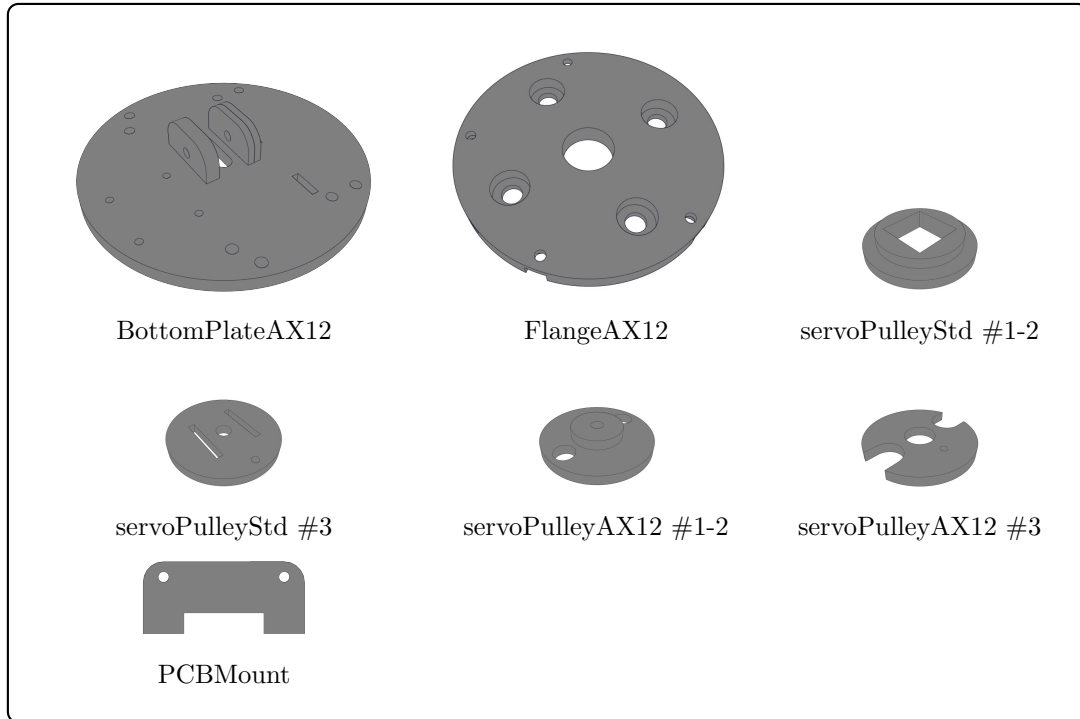 BottomPlateAX12
FlangeAX12
servoPulleyStd #1-2
servoPulleyStd #3
servoPulleyAX12 #1-2
servoPulleyAX12 #3
PCBMount